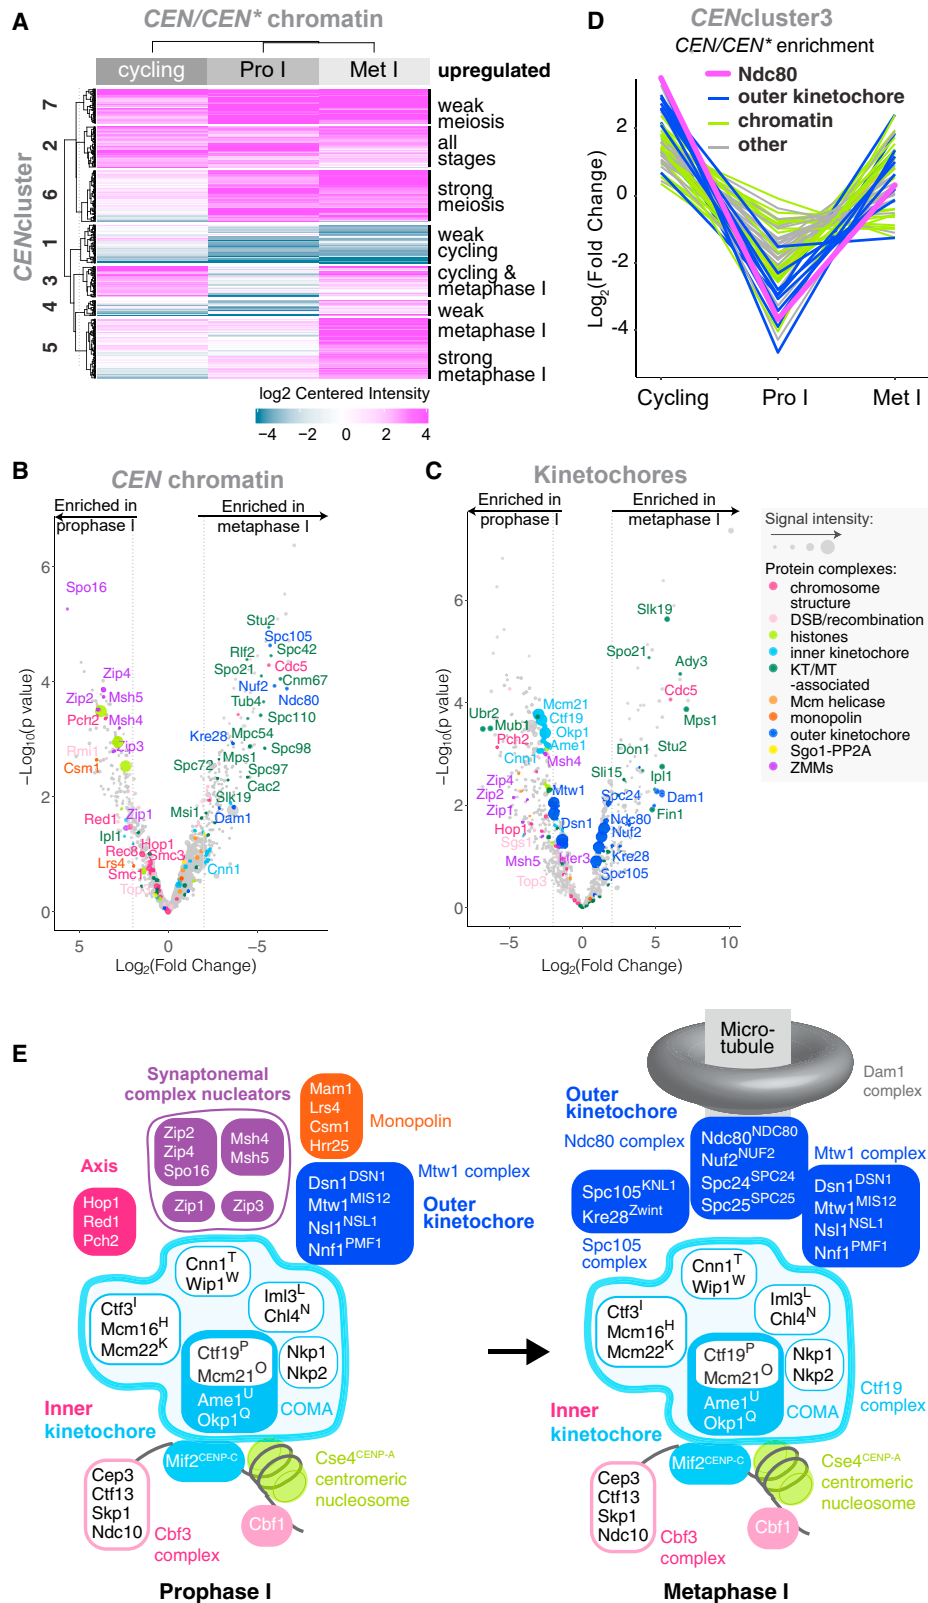 A
CEN/CEN* chromatin
cycling
Pro I
Met I
upregulated
CENcluster
7
2
6
1
3
4
5
weak
meiosis
all
stages
strong
meiosis
weak
cycling
cycling &
metaphase I
weak
metaphase I
strong
metaphase I
log2 Centered Intensity
−4 −2 0 2 4
D
CENcluster3
CEN/CEN* enrichment
Ndc80
outer kinetochore
chromatin
other
Log2(Fold Change)
2
0
-2
-4
Cycling
Pro I
Met I
B
CEN chromatin
Enriched in
prophase I
Enriched in
metaphase I
−Log10(p value)
6
4
2
0
5
0
−5
Log2(Fold Change)
Spo16
Zip4
Zip2
Msh5
Pch2
Msh4
Zip3
Rmi1
Csm1
Zip1
Red1
Ipl1
Hop1
Rec8
Smc3
Lrs4
Smc1
Top3
Stu2
Spc105
Rlf2
Spc42
Cdc5
Spo21
Cnm67
Nuf2
Ndc80
Tub4
Spc110
Kre28
Mpc54
Spc98
Mps1
Spc72
Spc97
Cac2
Slk19
Msi1
Dam1
Cnn1
C
Kinetochores
Enriched in
prophase I
Enriched in
metaphase I
−Log10(p value)
6
4
2
0
−5
0
5
10
Log2(Fold Change)
Slk19
Spo21
Ady3
Cdc5
Mps1
Mcm21
Ctf19
Okp1
Ame1
Ubr2
Mub1
Pch2
Cnn1
Msh4
Don1
Stu2
Zip4
Sli15
Ipl1
Zip2
Mtw1
Spc24
Dam1
Zip1
Fin1
Hop1
Dsn1
Ndc80
Sgs1
Nuf2
Msh5
Mer3
Kre28
Top3
Spc105
Signal intensity:
Protein complexes:
chromosome
structure
DSB/recombination
histones
inner kinetochore
KT/MT
-associated
Mcm helicase
monopolin
outer kinetochore
Sgo1-PP2A
ZMMs
E
Synaptonemal
complex nucleators
Zip2
Zip4
Spo16
Msh4
Msh5
Zip1
Zip3
Mam1
Lrs4
Csm1
Hrr25
Monopolin
Axis
Hop1
Red1
Pch2
Mtw1 complex
Dsn1DSN1
Mtw1MIS12
Nsl1NSL1
Nnf1PMF1
Outer
kinetochore
Cnn1T
Wip1W
Ctf3I
Mcm16H
Mcm22K
Iml3L
Chl4N
Ctf19P
Mcm21O
Nkp1
Nkp2
Ame1U
Okp1Q
COMA
Inner
kinetochore
Mif2CENP-C
Cse4CENP-A
centromeric
nucleosome
Cep3
Ctf13
Skp1
Ndc10
Cbf1
Cbf3
complex
Prophase I
Micro-
tubule
Dam1
complex
Outer
kinetochore
Ndc80 complex
Ndc80NDC80
Nuf2NUF2
Spc24SPC24
Spc25SPC25
Mtw1 complex
Spc105KNL1
Kre28Zwint
Spc105
complex
Dsn1DSN1
Mtw1MIS12
Nsl1NSL1
Nnf1PMF1
Cnn1T
Wip1W
Ctf3I
Mcm16H
Mcm22K
Iml3L
Chl4N
Ctf19P
Mcm21O
Nkp1
Nkp2
Ame1U
Okp1Q
COMA
Ctf19
complex
Inner
kinetochore
Mif2CENP-C
Cse4CENP-A
centromeric
nucleosome
Cep3
Ctf13
Skp1
Ndc10
Cbf1
Cbf3
complex
Metaphase I